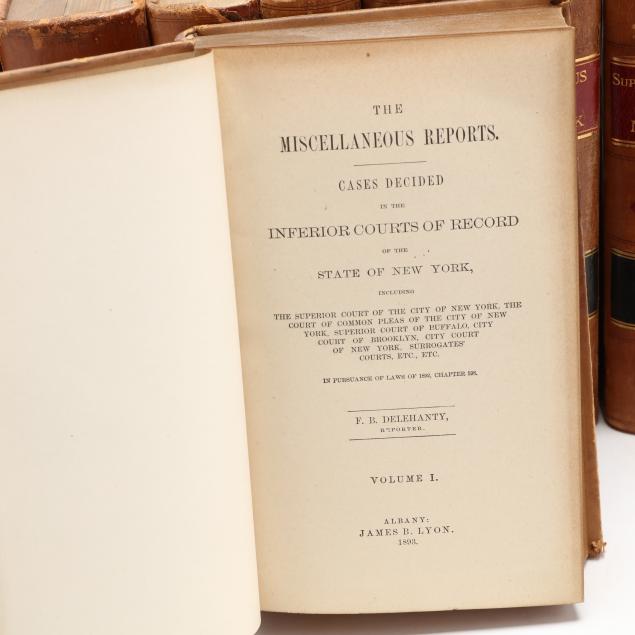 THE
MISCELLANEOUS REPORTS.
CASES DECIDED
IN THE
INFERIOR COURTS OF RECORD
OF THE
STATE OF NEW YORK,
INCLUDING
THE SUPERIOR COURT OF THE CITY OF NEW YORK, THE
COURT OF COMMON PLEAS OF THE CITY OF NEW
YORK, SUPERIOR COURT OF BUFFALO, CITY
COURT OF BROOKLYN, CITY COURT
OF NEW YORK, SURROGATES'
COURTS, ETC., ETC.
IN PURSUANCE OF LAWS OF 1892, CHAPTER 598.
F. B. DELEHANTY,
REPORTER.
VOLUME I.
ALBANY:
JAMES B. LYON.
1893.
US
K
SUP